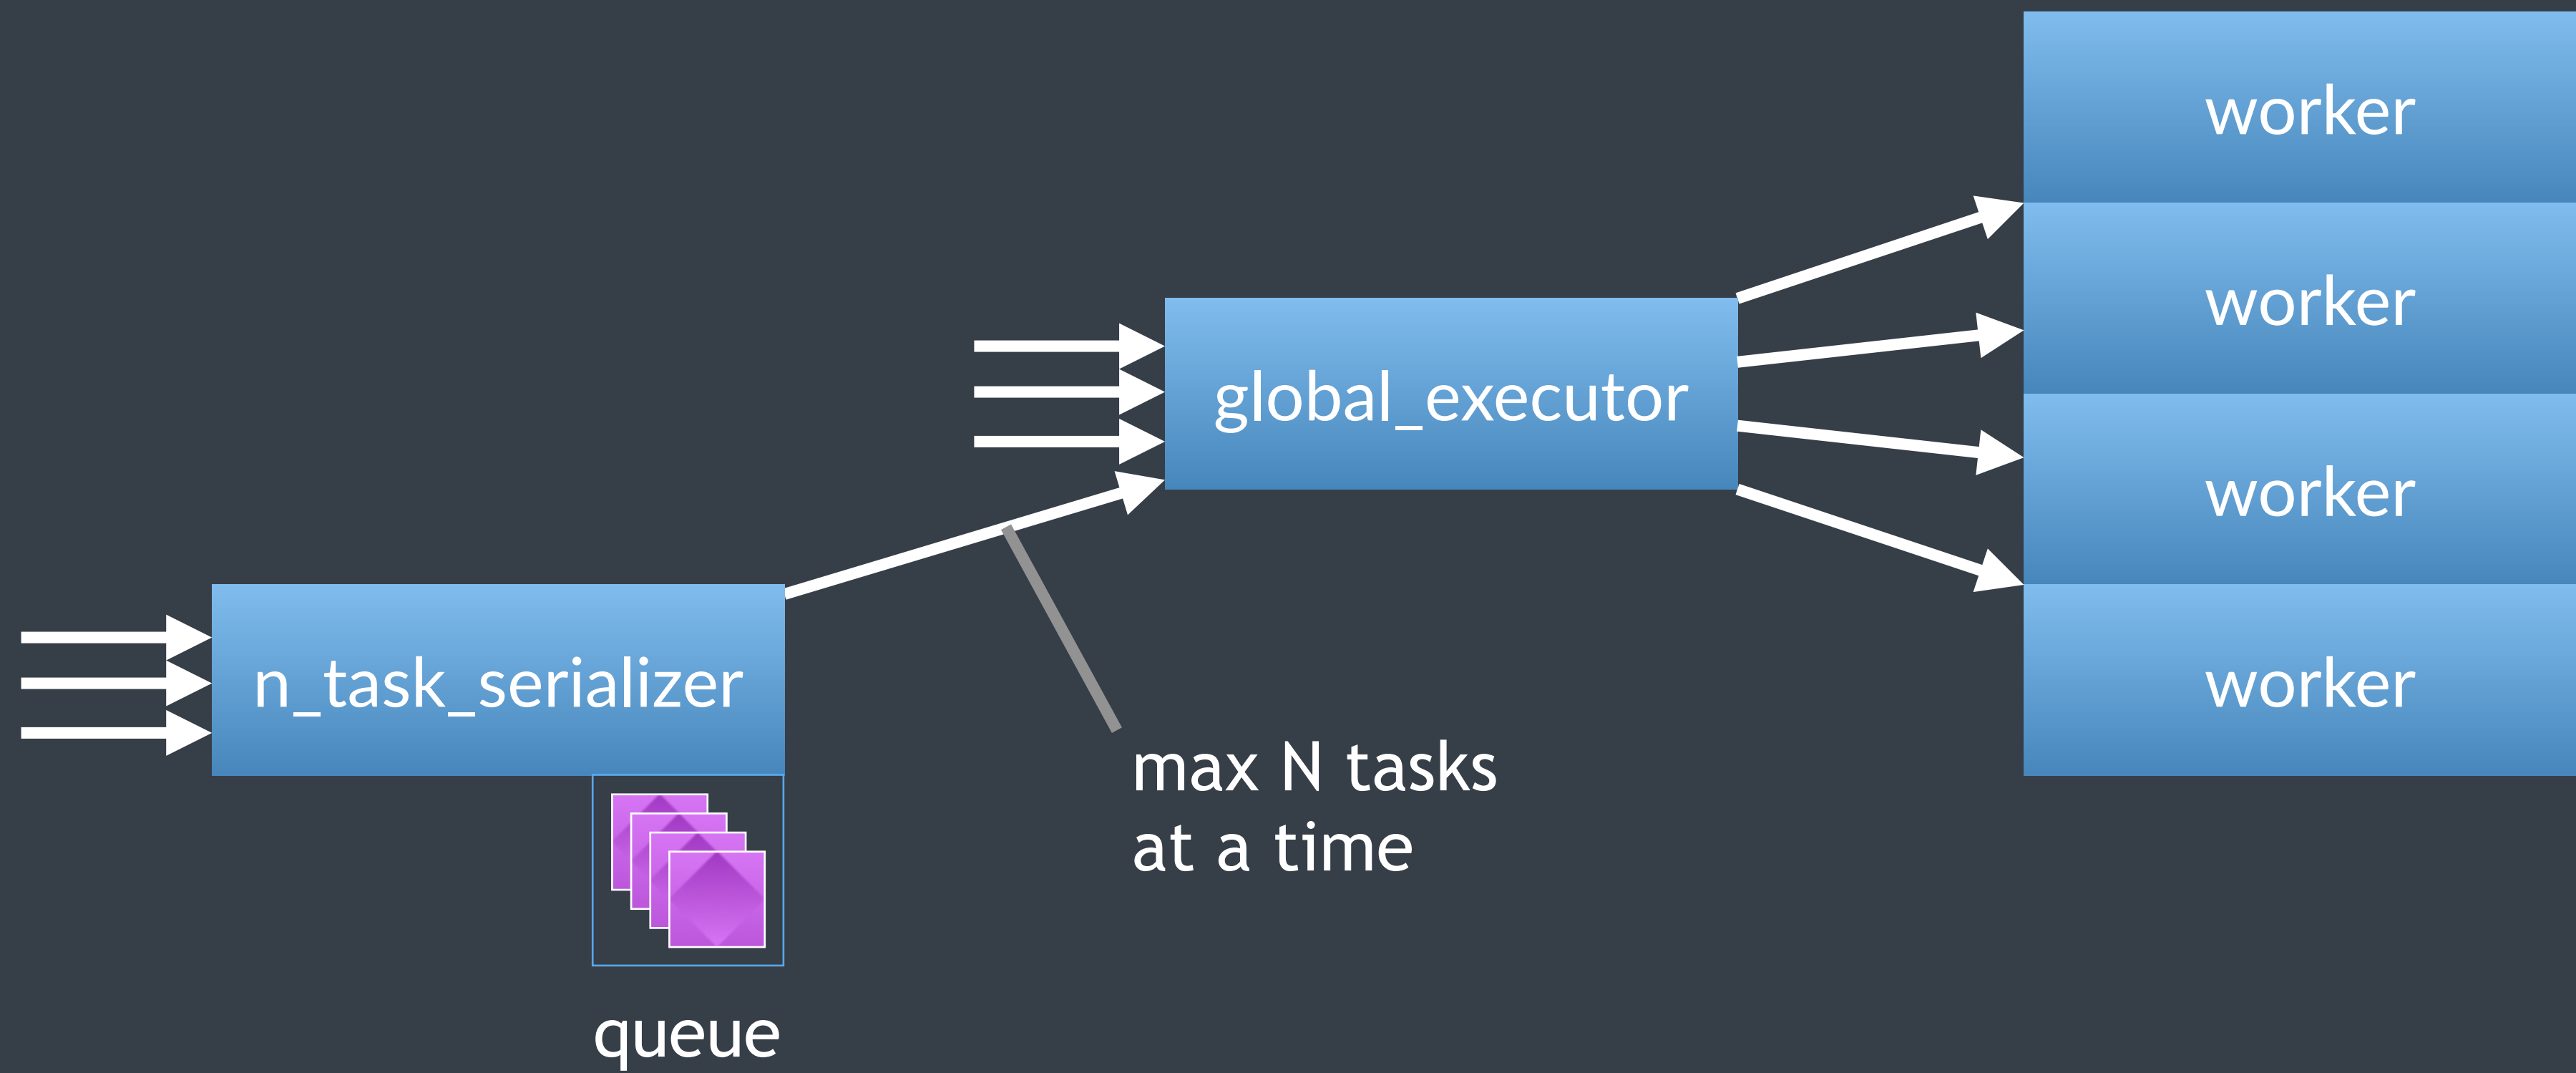 worker
worker
global_executor
worker
n_task_serializer
worker
max N tasks
at a time
queue